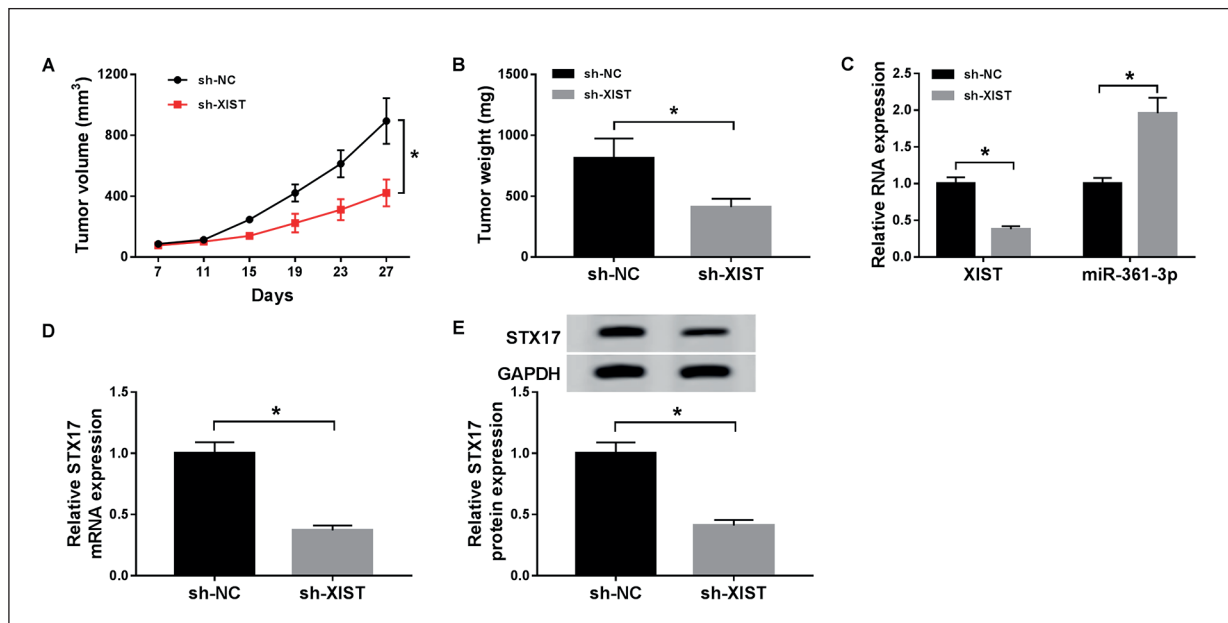 A
Tumor volume (mm³)
1200
800
400
0
sh-NC
sh-XIST
*
7 11 15 19 23 27
Days
B
Tumor weight (mg)
1500
1000
500
0
sh-NC
sh-XIST
*
sh-NC sh-XIST
C
Relative RNA expression
2.5
2.0
1.5
1.0
0.5
0.0
sh-NC
sh-XIST
*
*
XIST miR-361-3p
D
Relative STX17
mRNA expression
1.5
1.0
0.5
0.0
*
sh-NC sh-XIST
E
STX17
GAPDH
Relative STX17
protein expression
1.5
1.0
0.5
0.0
*
sh-NC sh-XIST